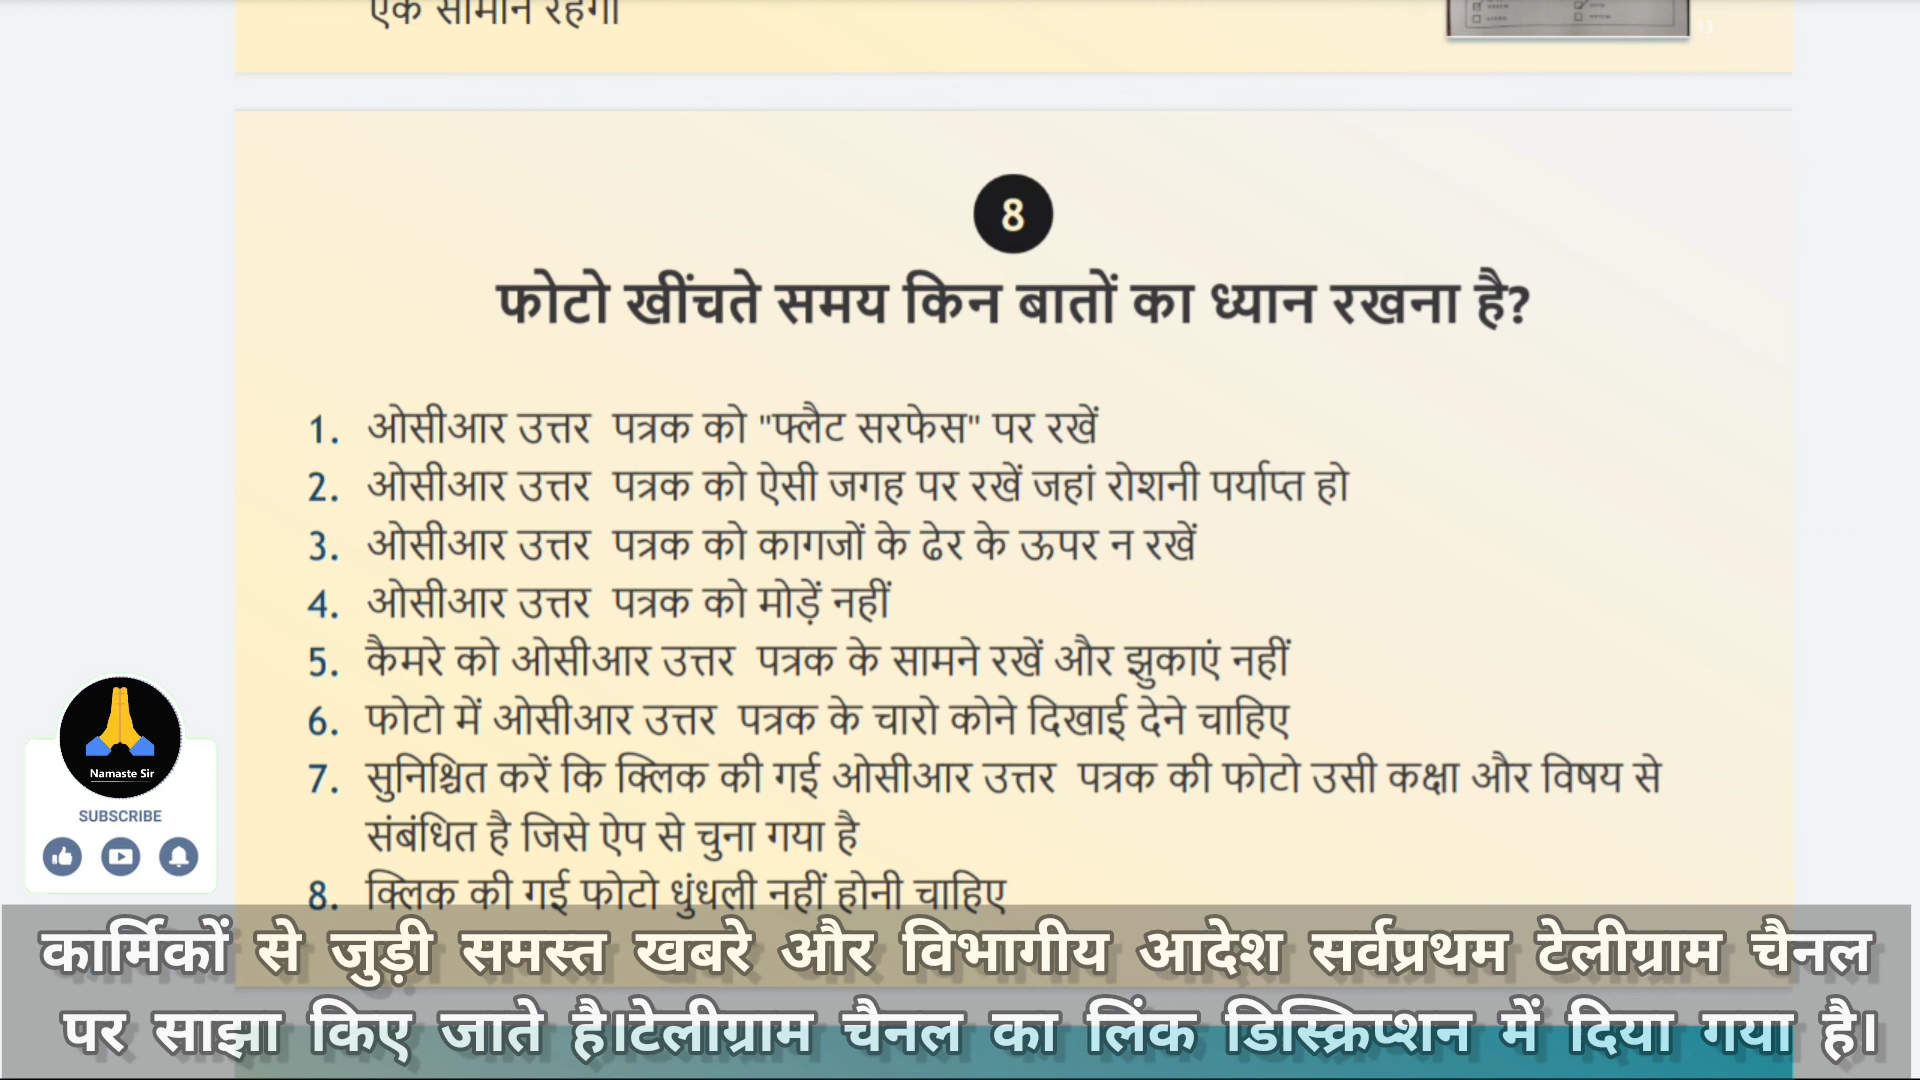 एक सामान रहेगा
13
8
फोटो खींचते समय किन बातों का ध्यान रखना है?
1. ओसीआर उत्तर पत्रक को "फ्लैट सरफेस" पर रखें
2. ओसीआर उत्तर पत्रक को ऐसी जगह पर रखें जहां रोशनी पर्याप्त हो
3. ओसीआर उत्तर पत्रक को कागजों के ढेर के ऊपर न रखें
4. ओसीआर उत्तर पत्रक को मोड़ें नहीं
5. कैमरे को ओसीआर उत्तर पत्रक के सामने रखें और झुकाएं नहीं
6. फोटो में ओसीआर उत्तर पत्रक के चारो कोने दिखाई देने चाहिए
7. सुनिश्चित करें कि क्लिक की गई ओसीआर उत्तर पत्रक की फोटो उसी कक्षा और विषय से
संबंधित है जिसे ऐप से चुना गया है
8. क्लिक की गई फोटो धुंधली नहीं होनी चाहिए
Namaste Sir
SUBSCRIBE
कार्मिकों से जुड़ी समस्त खबरे और विभागीय आदेश सर्वप्रथम टेलीग्राम चैनल
पर साझा किए जाते है।टेलीग्राम चैनल का लिंक डिस्क्रिप्शन में दिया गया है।